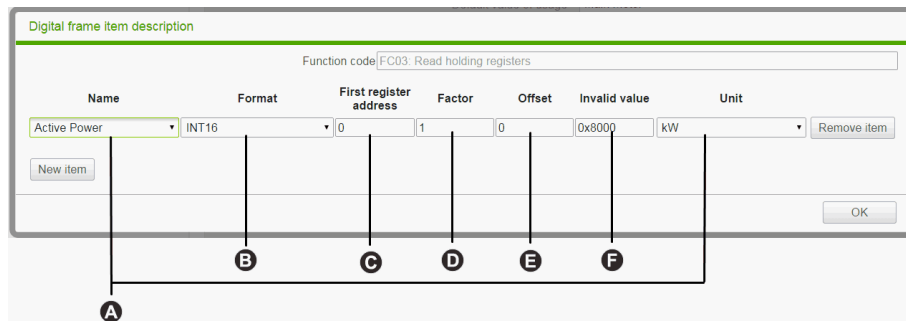 Digital frame item description
Function code FC03: Read holding registers
Name Format First register address Factor Offset Invalid value Unit
Active Power INT16 0 1 0 0x8000 kW Remove item
New item
OK
B C D E F
A